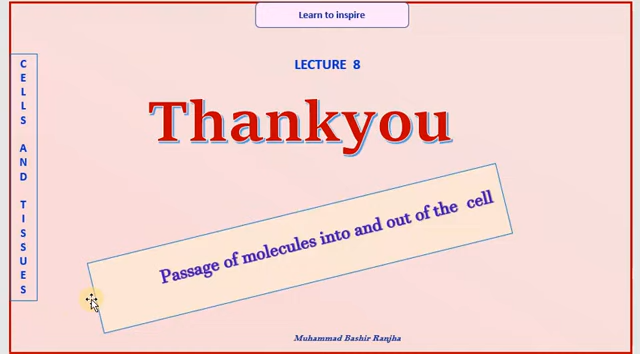 Learn to inspire
LECTURE 8
Thankyou
CELLS AND TISSUES
Passage of molecules into and out of the cell
Muhammad Bashir Ranjha